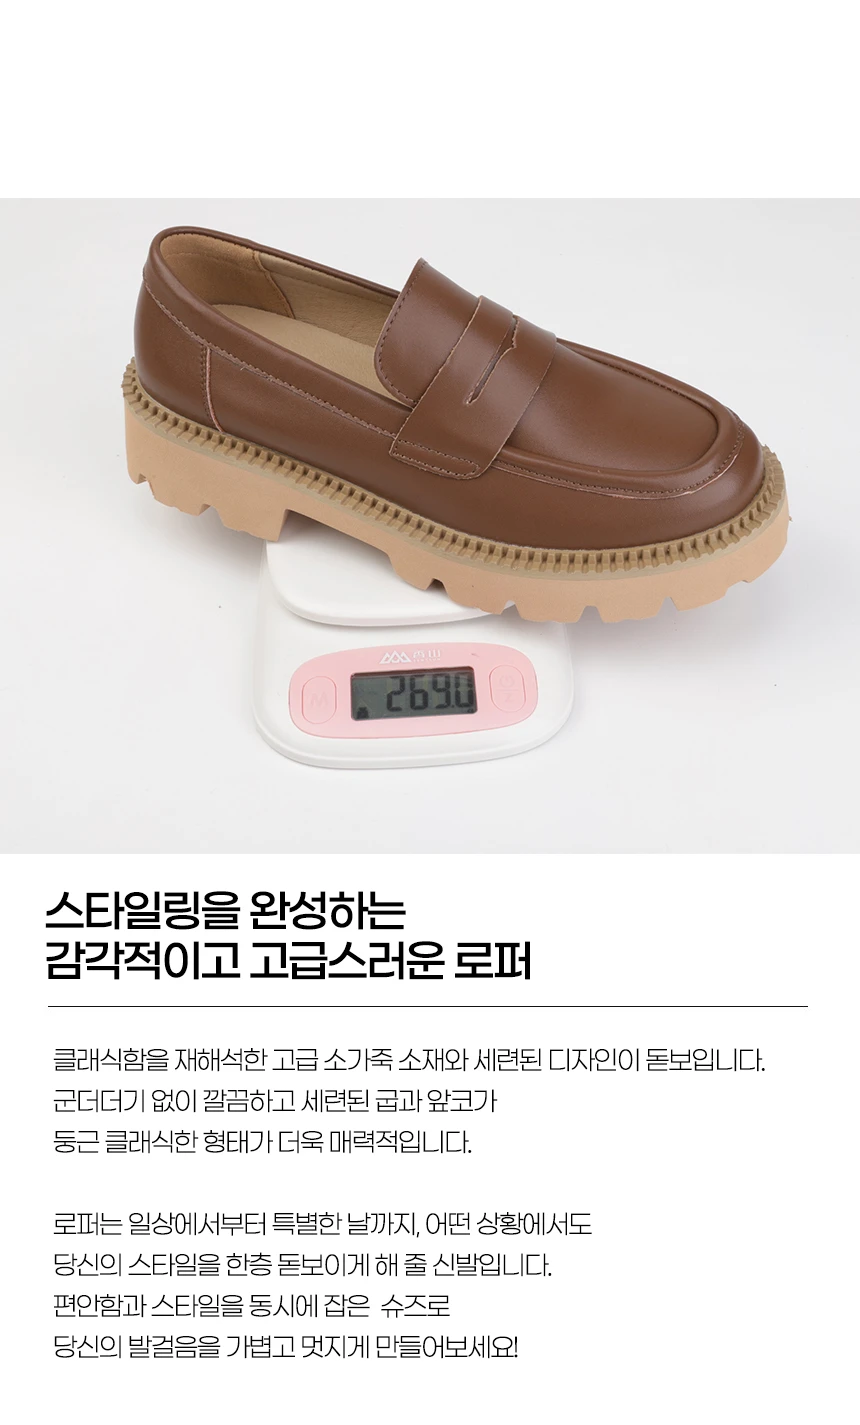 269.0
스타일링을 완성하는
감각적이고 고급스러운 로퍼
클래식함을 재해석한 고급 소가죽 소재와 세련된 디자인이 돋보입니다.
군더더기 없이 깔끔하고 세련된 굽과 앞코가
둥근 클래식한 형태가 더욱 매력적입니다.
로퍼는 일상에서부터 특별한 날까지, 어떤 상황에서도
당신의 스타일을 한층 돋보이게 해 줄 신발입니다.
편안함과 스타일을 동시에 잡은 슈즈로
당신의 발걸음을 가볍고 멋지게 만들어보세요!